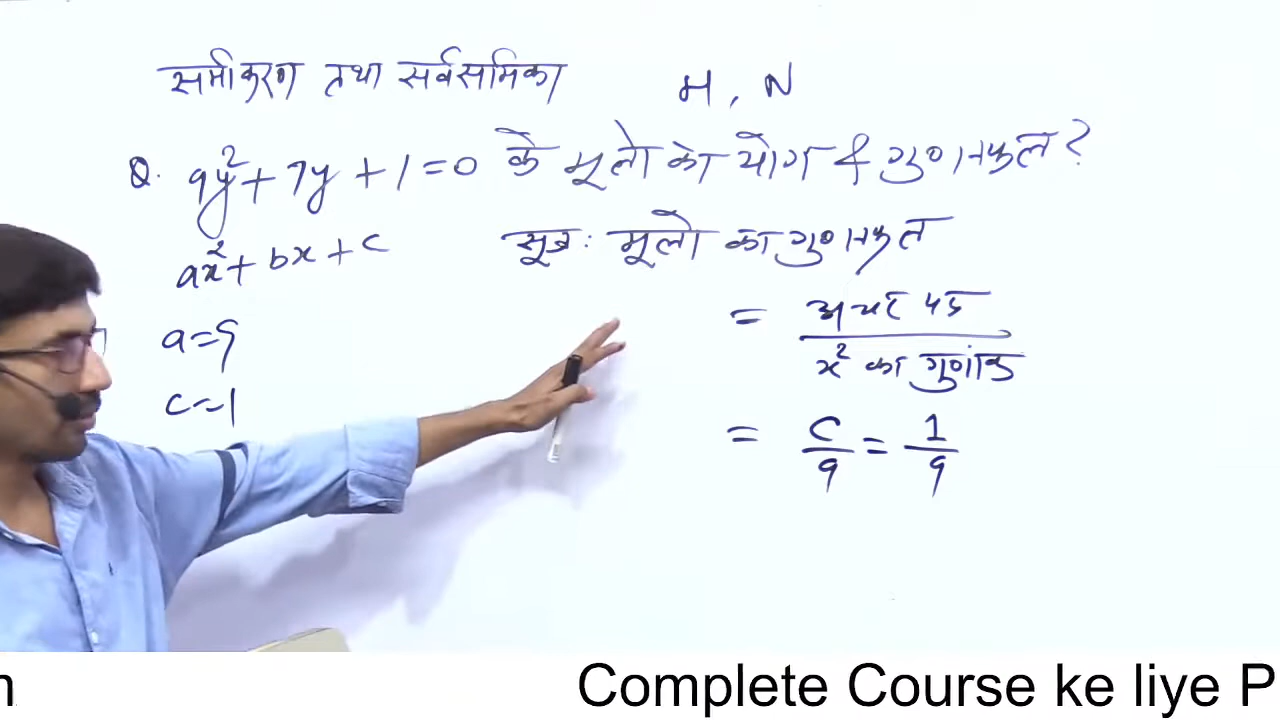 समीकरण तथा सर्वसमिका
M, N
Q. 9y²+7y+1=0 के मूलो का योग & गुणनफल?
ax²+bx+c
सूत्र: मूलो का गुणनफल
a=9
= अचर पद / x² का गुणांक
c=1
= c/a = 1/9
n
Complete Course ke liye P